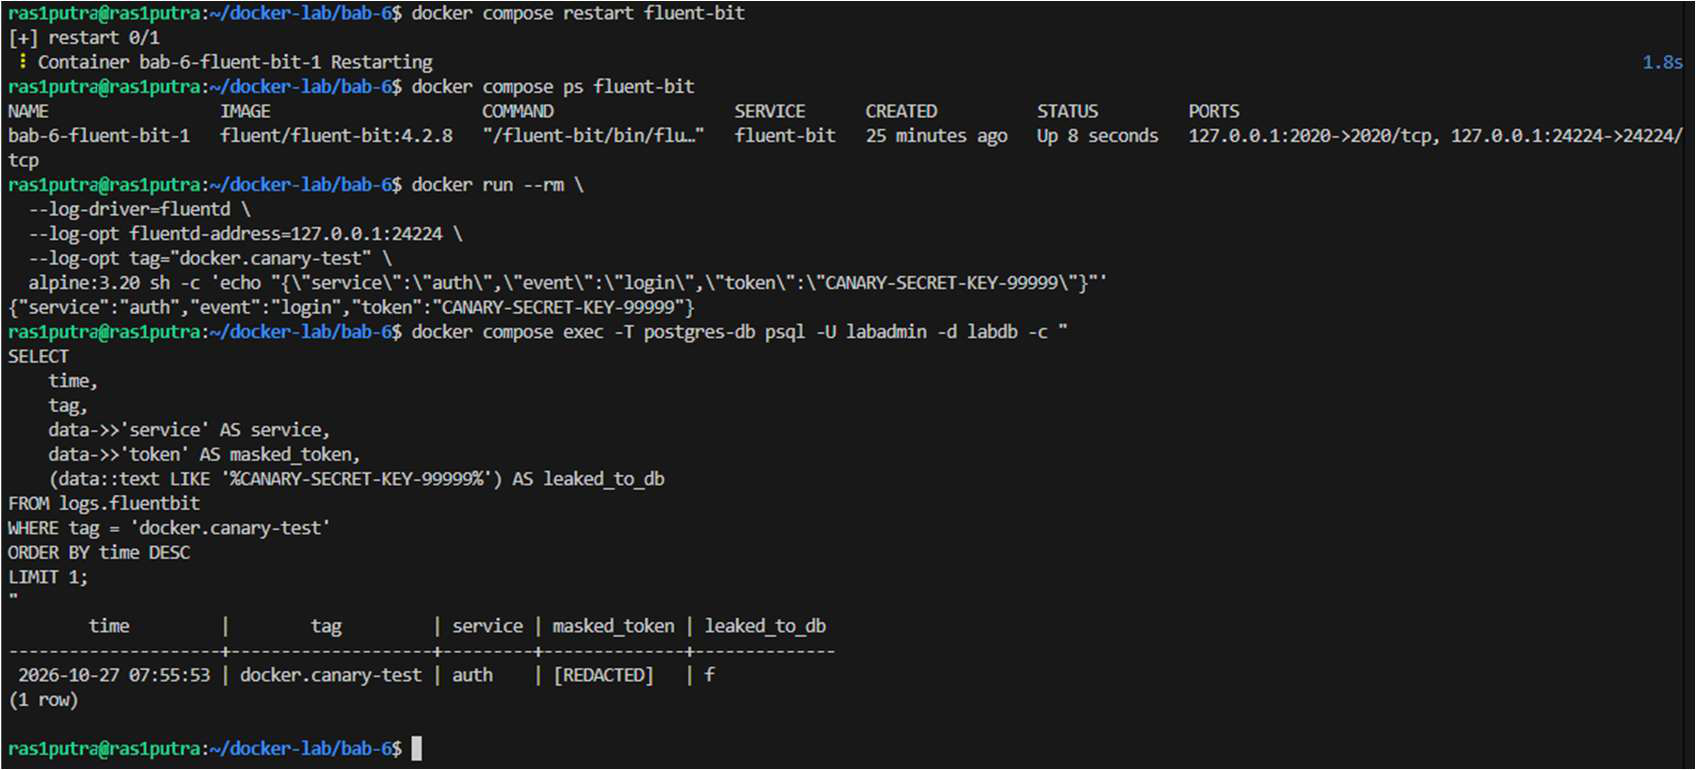 ras1putra@ras1putra:~/docker-lab/bab-6$ docker compose restart fluent-bit
[+] restart 0/1
⠸ Container bab-6-fluent-bit-1 Restarting 1.8s
ras1putra@ras1putra:~/docker-lab/bab-6$ docker compose ps fluent-bit
NAME IMAGE COMMAND SERVICE CREATED STATUS PORTS
bab-6-fluent-bit-1 fluent/fluent-bit:4.2.8 "/fluent-bit/bin/flu…" fluent-bit 25 minutes ago Up 8 seconds 127.0.0.1:2020->2020/tcp, 127.0.0.1:24224->24224/
tcp
ras1putra@ras1putra:~/docker-lab/bab-6$ docker run --rm \
  --log-driver=fluentd \
  --log-opt fluentd-address=127.0.0.1:24224 \
  --log-opt tag="docker.canary-test" \
  alpine:3.20 sh -c 'echo "{\"service\":\"auth\",\"event\":\"login\",\"token\":\"CANARY-SECRET-KEY-99999\"}"'
{"service":"auth","event":"login","token":"CANARY-SECRET-KEY-99999"}
ras1putra@ras1putra:~/docker-lab/bab-6$ docker compose exec -T postgres-db psql -U labadmin -d labdb -c "
SELECT
    time,
    tag,
    data->>'service' AS service,
    data->>'token' AS masked_token,
    (data::text LIKE '%CANARY-SECRET-KEY-99999%') AS leaked_to_db
FROM logs.fluentbit
WHERE tag = 'docker.canary-test'
ORDER BY time DESC
LIMIT 1;
"
        time         |        tag         | service | masked_token | leaked_to_db
---------------------+--------------------+---------+--------------+--------------
 2026-10-27 07:55:53 | docker.canary-test | auth    | [REDACTED]   | f
(1 row)
ras1putra@ras1putra:~/docker-lab/bab-6$